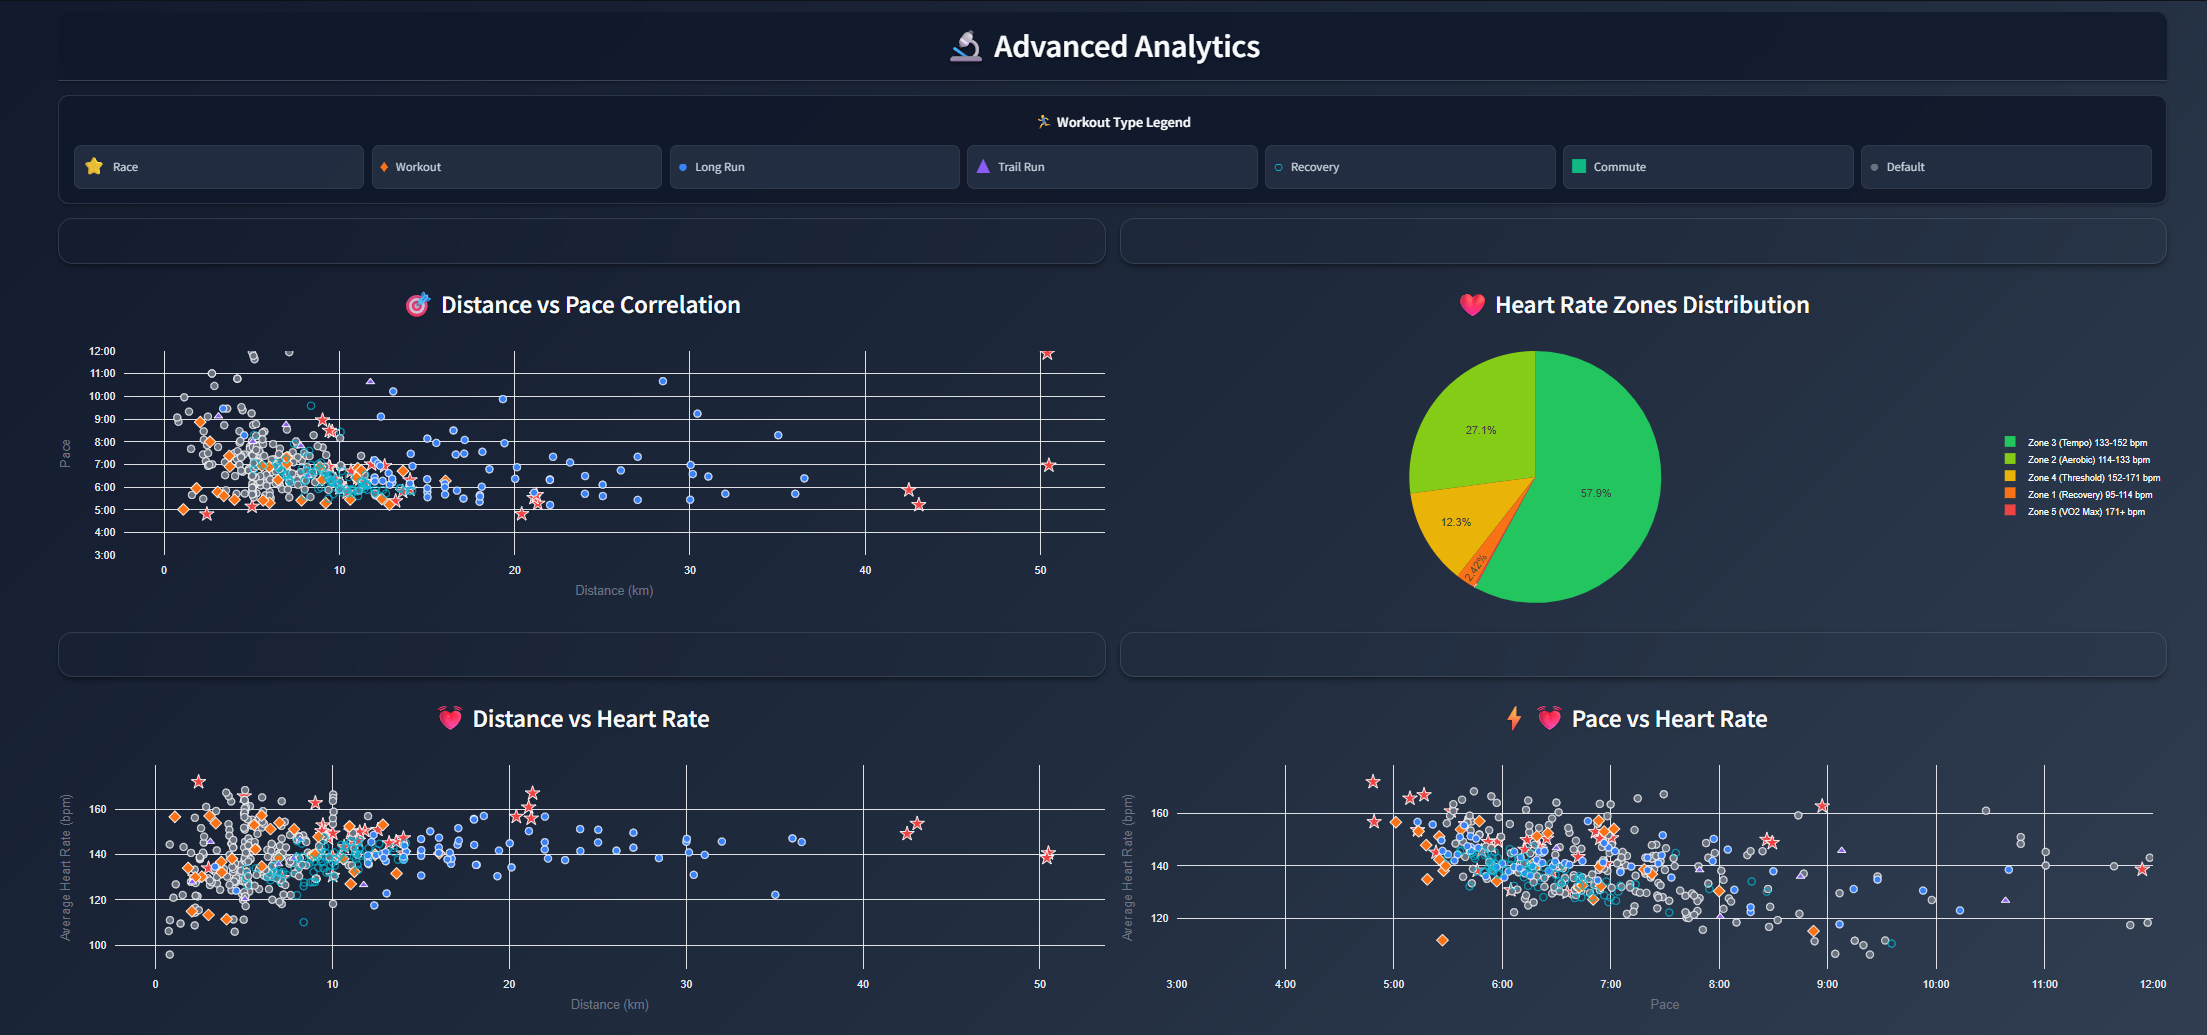 Advanced Analytics
Workout Type Legend
Race
Workout
Long Run
Trail Run
Recovery
Commute
Default
Distance vs Pace Correlation
12:00
11:00
10:00
9:00
8:00
7:00
6:00
5:00
4:00
3:00
Pace
0 10 20 30 40 50
Distance (km)
Heart Rate Zones Distribution
27.1%
57.9%
12.3%
2.42%
Zone 3 (Tempo) 133-152 bpm
Zone 2 (Aerobic) 114-133 bpm
Zone 4 (Threshold) 152-171 bpm
Zone 1 (Recovery) 95-114 bpm
Zone 5 (VO2 Max) 171+ bpm
Distance vs Heart Rate
160
140
120
100
Average Heart Rate (bpm)
0 10 20 30 40 50
Distance (km)
Pace vs Heart Rate
160
140
120
Average Heart Rate (bpm)
3:00 4:00 5:00 6:00 7:00 8:00 9:00 10:00 11:00 12:00
Pace